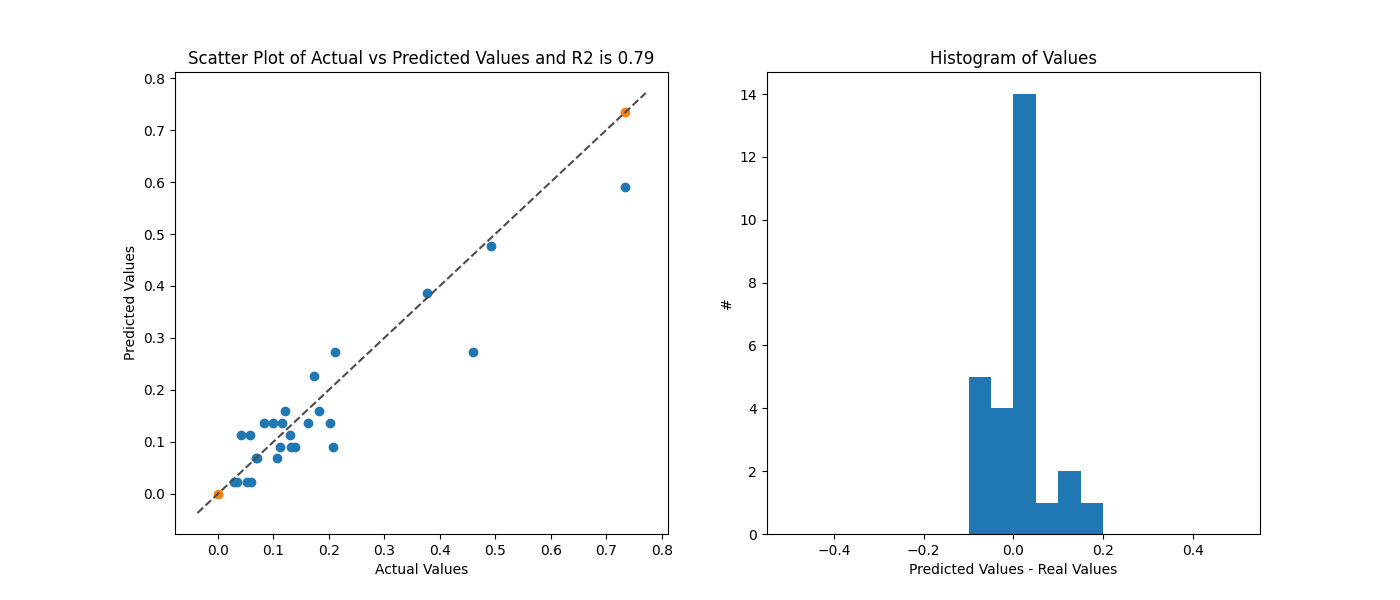 Scatter Plot of Actual vs Predicted Values and R2 is 0.79
0.8
0.7
0.6
0.5
0.4
0.3
0.2
0.1
0.0
Predicted Values
0.0 0.1 0.2 0.3 0.4 0.5 0.6 0.7 0.8
Actual Values
Histogram of Values
14
12
10
8
6
4
2
0
#
−0.4 −0.2 0.0 0.2 0.4
Predicted Values - Real Values